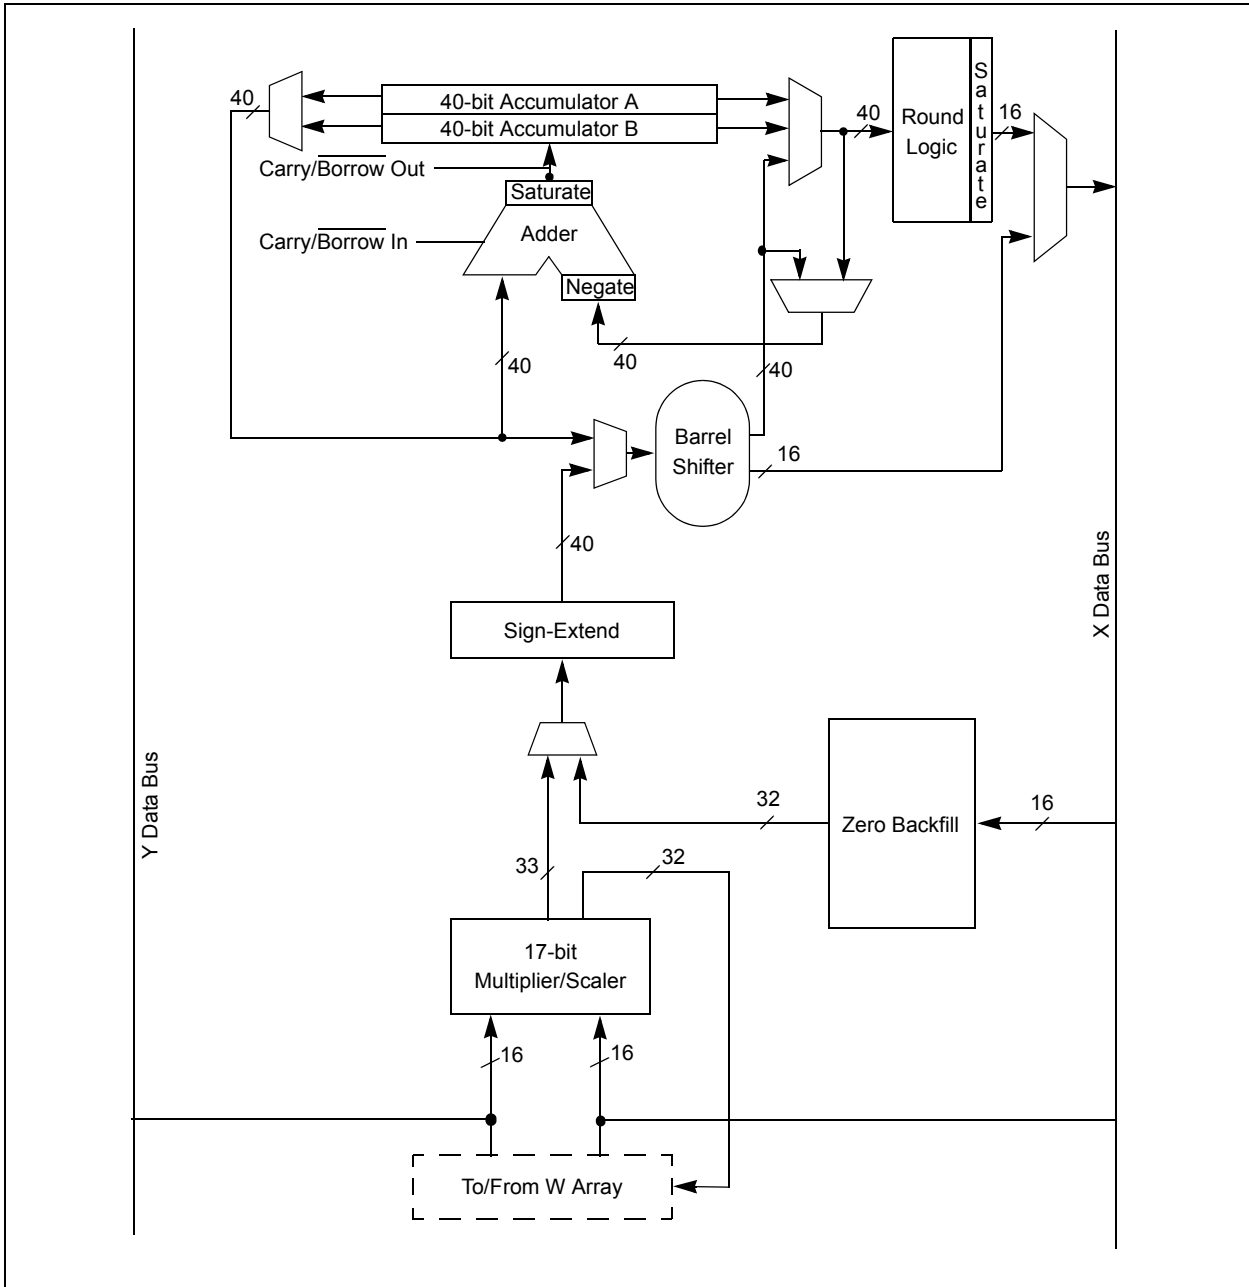 40
40-bit Accumulator A
40-bit Accumulator B
40
Round
Logic
Saturate
16
Carry/Borrow Out
Saturate
Carry/Borrow In
Adder
Negate
40
40
40
Barrel
Shifter
16
40
Sign-Extend
X Data Bus
Y Data Bus
33
32
32
Zero Backfill
16
17-bit
Multiplier/Scaler
16
16
To/From W Array